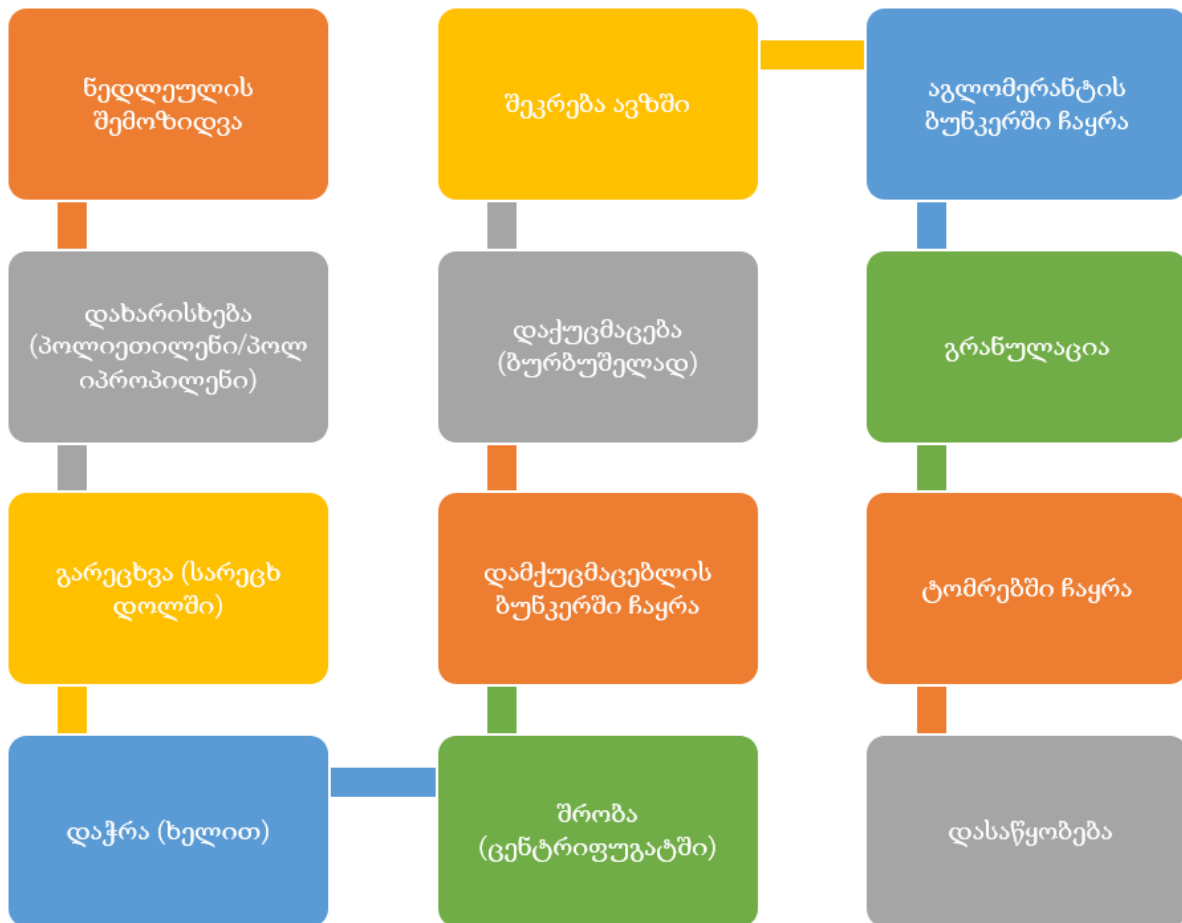 ნედლეულის
შემოზიდვა
დახარისხება
(პოლიეთილენი/პოლ
იპროპილენი)
გარეცხვა (სარეცხ
დოლში)
დაჭრა (ხელით)
შრობა
(ცენტრიფუგატში)
დამქუცმაცებლის
ბუნკერში ჩაყრა
დაქუცმაცება
(ბურბუშელად)
შეკრება ავზში
აგლომერანტის
ბუნკერში ჩაყრა
გრანულაცია
ტომრებში ჩაყრა
დასაწყობება